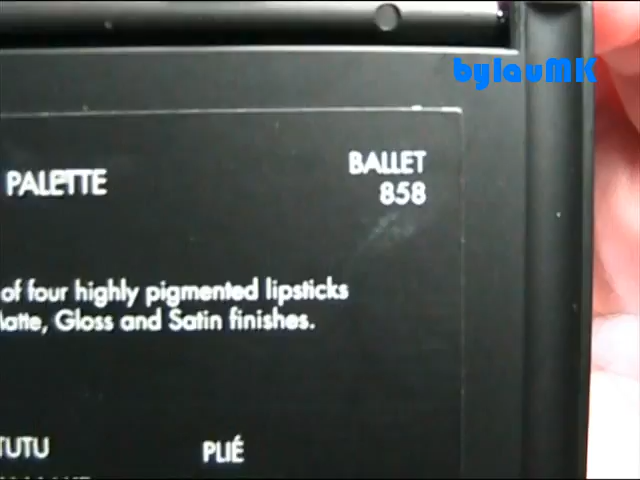 bylauMK
BALLET
PALETTE
858
of four highly pigmented lipsticks
Matte, Gloss and Satin finishes.
TUTU
PLIÉ